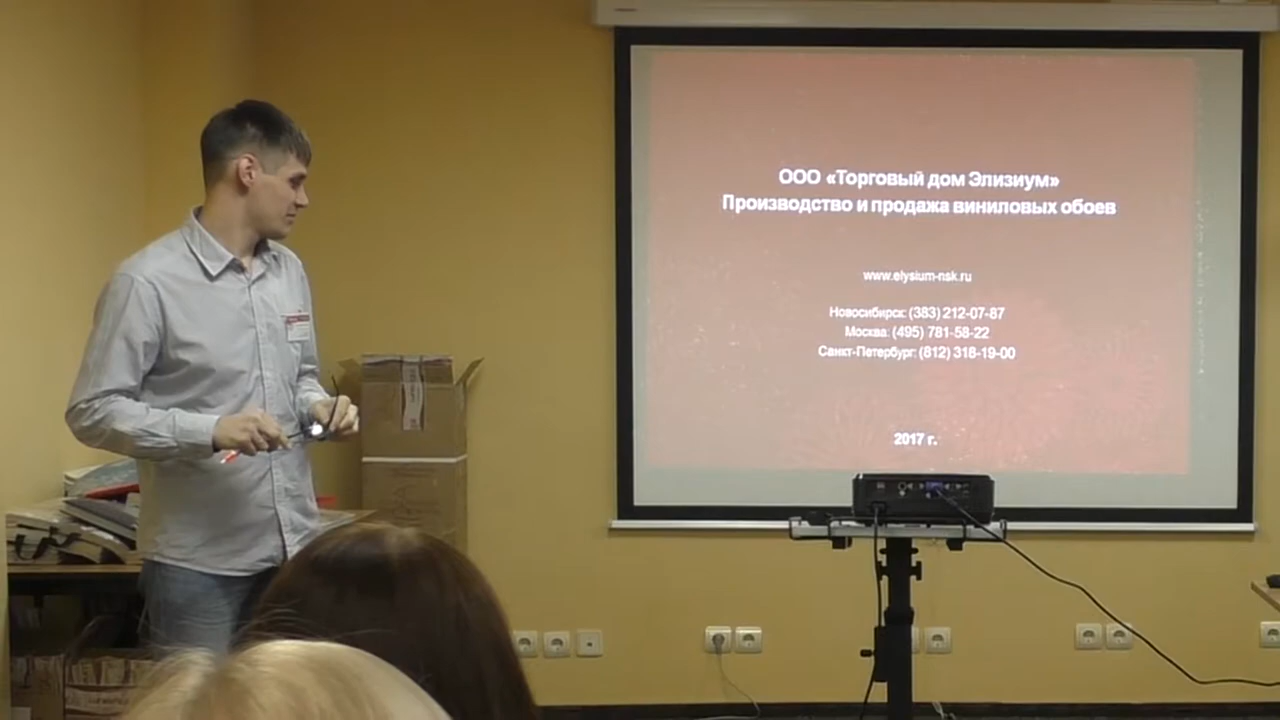 ООО «Торговый дом Элизиум»
Производство и продажа виниловых обоев
www.elysium-nsk.ru
Новосибирск: (383) 212-07-87
Москва: (495) 781-58-22
Санкт-Петербург: (812) 318-19-00
2017 г.